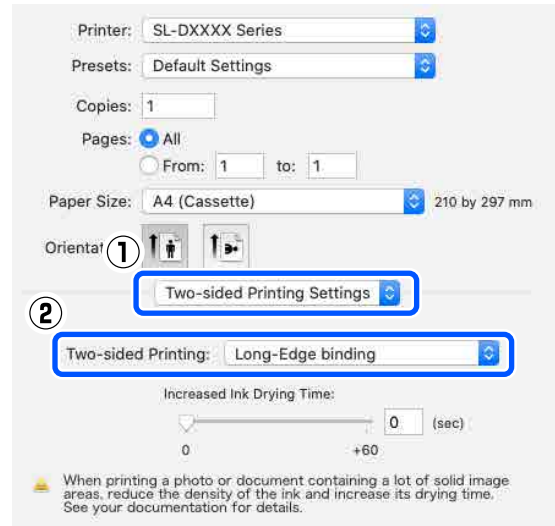 Printer: SL-DXXXX Series
Presets: Default Settings
Copies: 1
Pages: All
From: 1 to: 1
Paper Size: A4 (Cassette) 210 by 297 mm
Orientat
①
Two-sided Printing Settings
②
Two-sided Printing: Long-Edge binding
Increased Ink Drying Time:
0 (sec)
0 +60
When printing a photo or document containing a lot of solid image
areas, reduce the density of the ink and increase its drying time.
See your documentation for details.